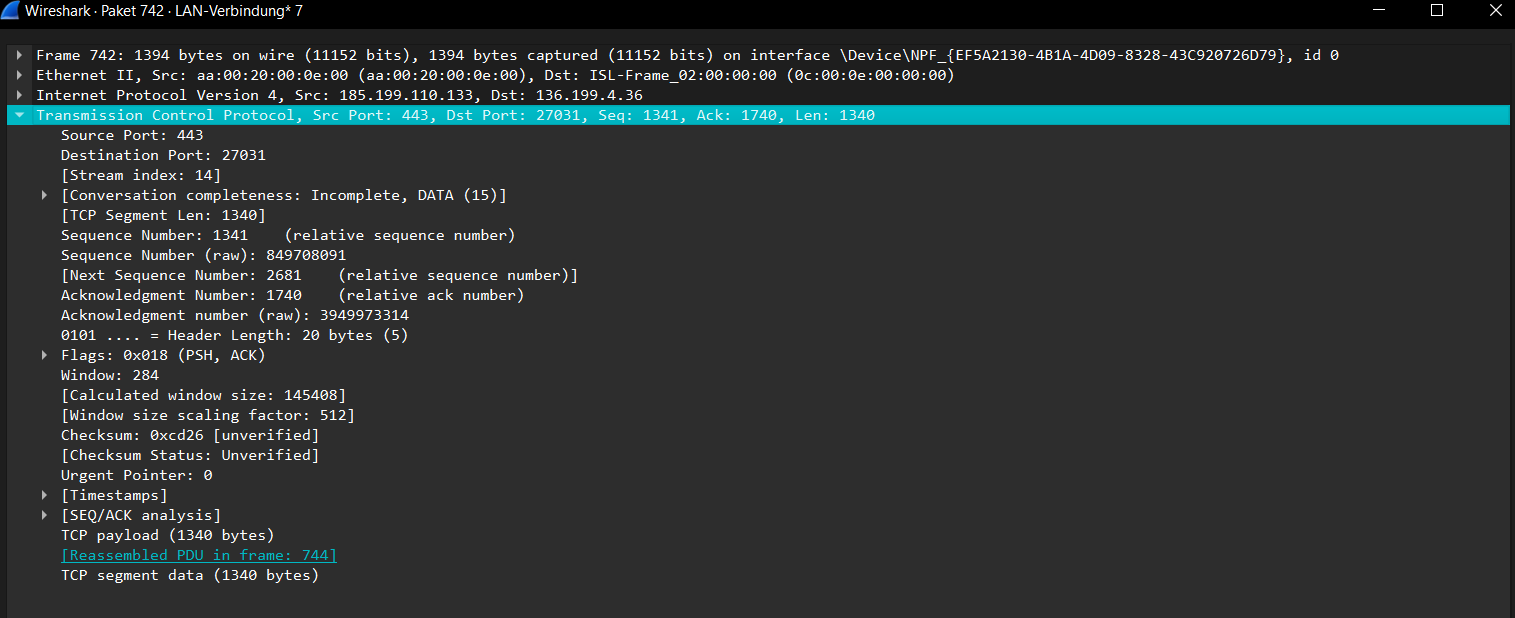 Wireshark · Paket 742 · LAN-Verbindung* 7
Frame 742: 1394 bytes on wire (11152 bits), 1394 bytes captured (11152 bits) on interface \Device\NPF_{EF5A2130-4B1A-4D09-8328-43C920726D79}, id 0
Ethernet II, Src: aa:00:20:00:0e:00 (aa:00:20:00:0e:00), Dst: ISL-Frame_02:00:00:00 (0c:00:0e:00:00:00)
Internet Protocol Version 4, Src: 185.199.110.133, Dst: 136.199.4.36
Transmission Control Protocol, Src Port: 443, Dst Port: 27031, Seq: 1341, Ack: 1740, Len: 1340
Source Port: 443
Destination Port: 27031
[Stream index: 14]
[Conversation completeness: Incomplete, DATA (15)]
[TCP Segment Len: 1340]
Sequence Number: 1341    (relative sequence number)
Sequence Number (raw): 849708091
[Next Sequence Number: 2681    (relative sequence number)]
Acknowledgment Number: 1740    (relative ack number)
Acknowledgment number (raw): 3949973314
0101 .... = Header Length: 20 bytes (5)
Flags: 0x018 (PSH, ACK)
Window: 284
[Calculated window size: 145408]
[Window size scaling factor: 512]
Checksum: 0xcd26 [unverified]
[Checksum Status: Unverified]
Urgent Pointer: 0
[Timestamps]
[SEQ/ACK analysis]
TCP payload (1340 bytes)
[Reassembled PDU in frame: 744]
TCP segment data (1340 bytes)